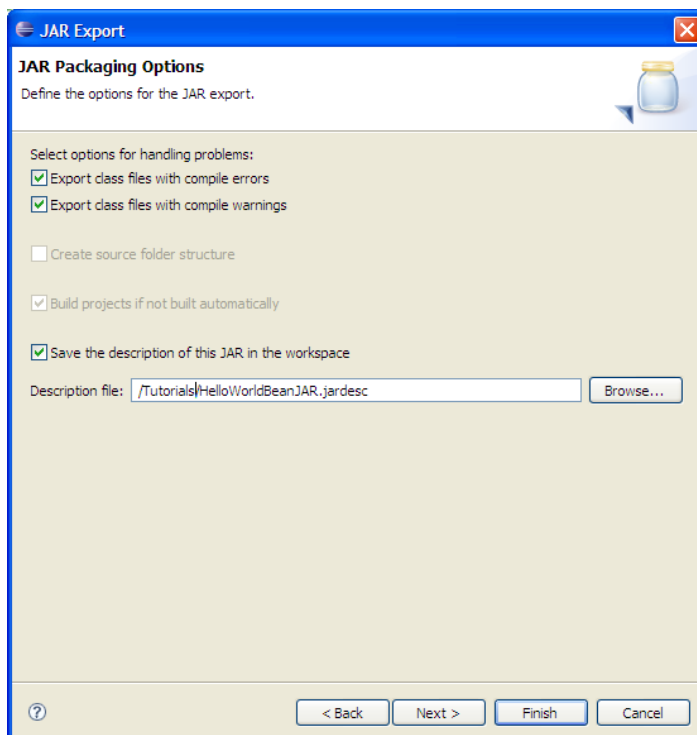 JAR Export
JAR Packaging Options
Define the options for the JAR export.
Select options for handling problems:
Export class files with compile errors
Export class files with compile warnings
Create source folder structure
Build projects if not built automatically
Save the description of this JAR in the workspace
Description file: /Tutorials/HelloWorldBeanJAR.jardesc Browse...
? < Back Next > Finish Cancel